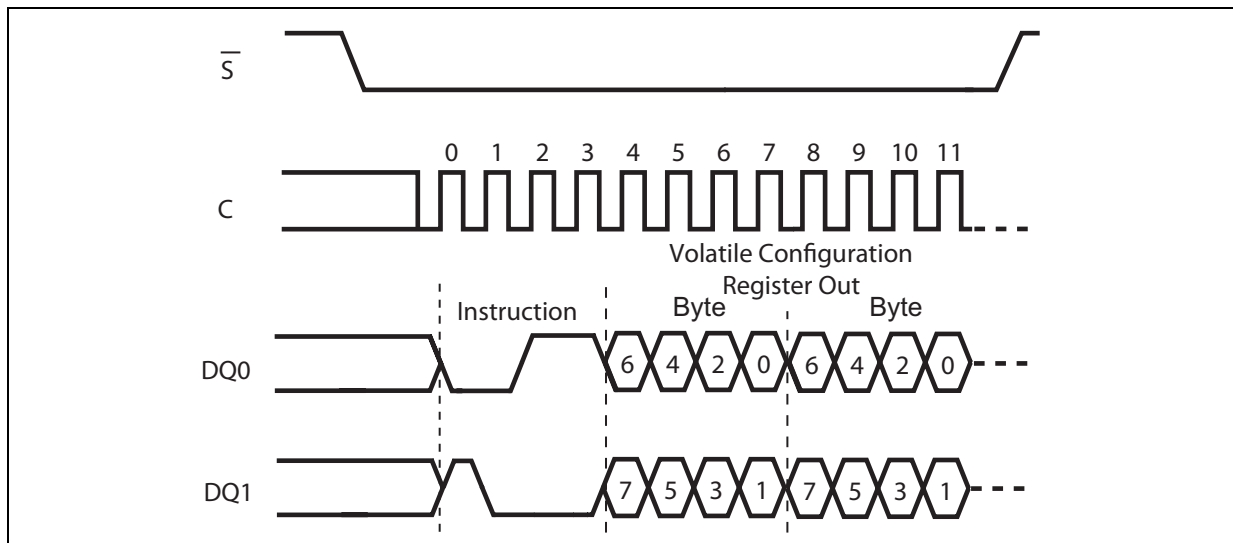 S
0 1 2 3 4 5 6 7 8 9 10 11
C
Volatile Configuration
Register Out
Instruction Byte Byte
DQ0 6 4 2 0 6 4 2 0
DQ1 7 5 3 1 7 5 3 1